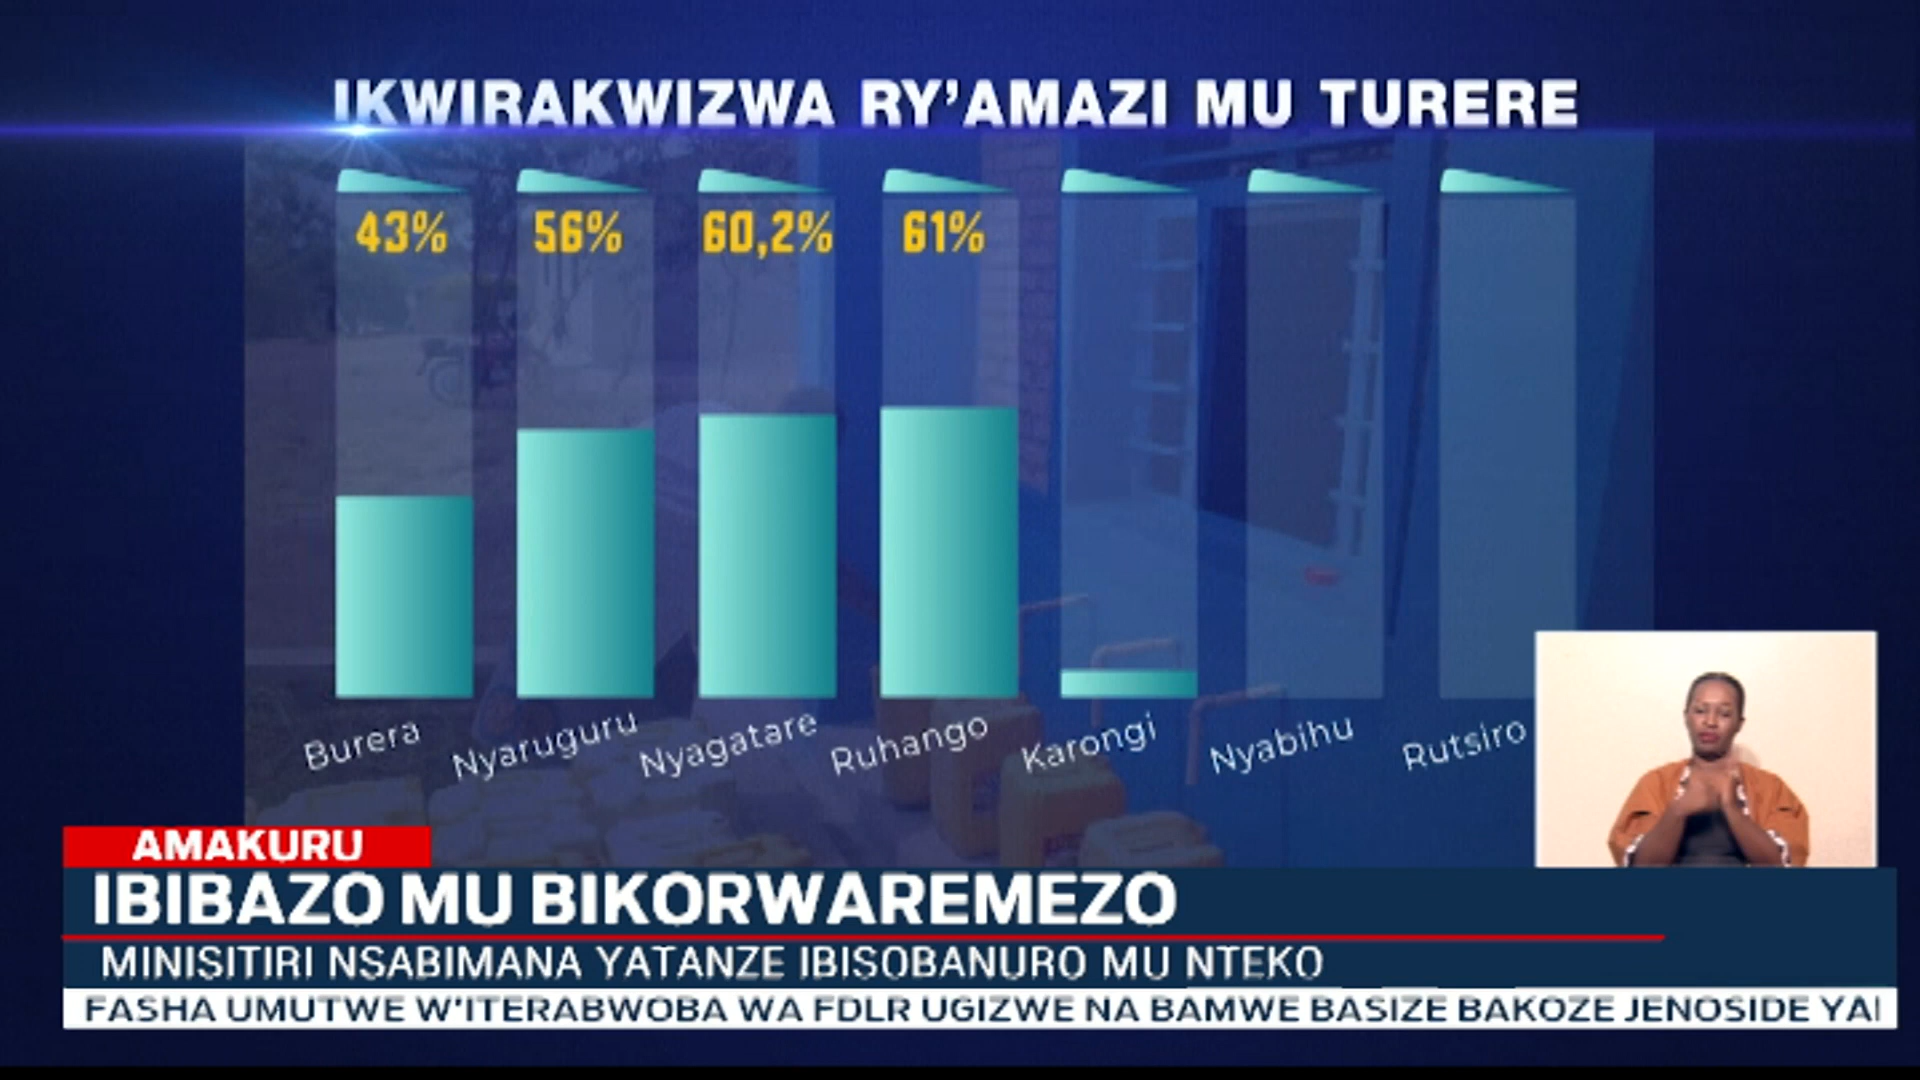 IKWIRAKWIZWA RY'AMAZI MU TURERE
43% 56% 60,2% 61%
Burera Nyaruguru Nyagatare Ruhango Karongi Nyabihu Rutsiro
AMAKURU
IBIBAZO MU BIKORWAREMEZO
MINISITIRI NSABIMANA YATANZE IBISOBANURO MU NTEKO
FASHA UMUTWE W'ITERABWOBA WA FDLR UGIZWE NA BAMWE BASIZE BAKOZE JENOSIDE